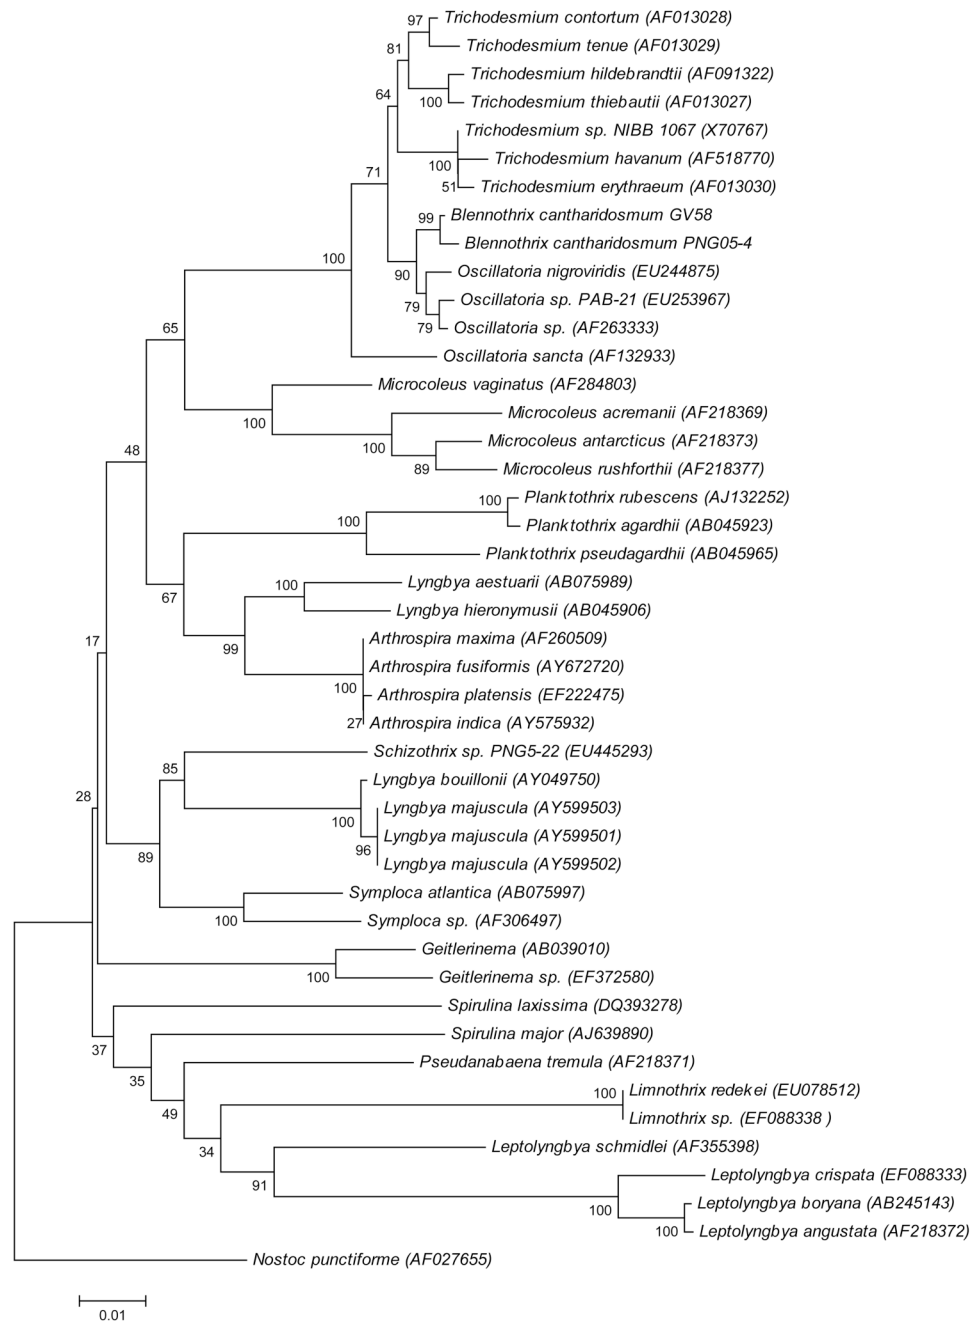 97 Trichodesmium contortum (AF013028)
Trichodesmium tenue (AF013029)
81
Trichodesmium hildebrandtii (AF091322)
64
100 Trichodesmium thiebautii (AF013027)
Trichodesmium sp. NIBB 1067 (X70767)
100 Trichodesmium havanum (AF518770)
71
51 Trichodesmium erythraeum (AF013030)
99 Blennothrix cantharidosmum GV58
Blennothrix cantharidosmum PNG05-4
100
90 Oscillatoria nigroviridis (EU244875)
79 Oscillatoria sp. PAB-21 (EU253967)
79 Oscillatoria sp. (AF263333)
65
Oscillatoria sancta (AF132933)
Microcoleus vaginatus (AF284803)
100 Microcoleus acremanii (AF218369)
48 100 Microcoleus antarcticus (AF218373)
89 Microcoleus rushforthii (AF218377)
100 Planktothrix rubescens (AJ132252)
100 Planktothrix agardhii (AB045923)
Planktothrix pseudagardhii (AB045965)
100 Lyngbya aestuarii (AB075989)
67
Lyngbya hieronymusii (AB045906)
17 99 Arthrospira maxima (AF260509)
Arthrospira fusiformis (AY672720)
100 Arthrospira platensis (EF222475)
27 Arthrospira indica (AY575932)
Schizothrix sp. PNG5-22 (EU445293)
85
28 Lyngbya bouillonii (AY049750)
Lyngbya majuscula (AY599503)
100 Lyngbya majuscula (AY599501)
89 96 Lyngbya majuscula (AY599502)
Symploca atlantica (AB075997)
100 Symploca sp. (AF306497)
Geitlerinema (AB039010)
100 Geitlerinema sp. (EF372580)
Spirulina laxissima (DQ393278)
Spirulina major (AJ639890)
37
Pseudanabaena tremula (AF218371)
35
100 Limnothrix redekei (EU078512)
49
Limnothrix sp. (EF088338 )
34 Leptolyngbya schmidlei (AF355398)
91 Leptolyngbya crispata (EF088333)
100 Leptolyngbya boryana (AB245143)
100 Leptolyngbya angustata (AF218372)
Nostoc punctiforme (AF027655)
0.01